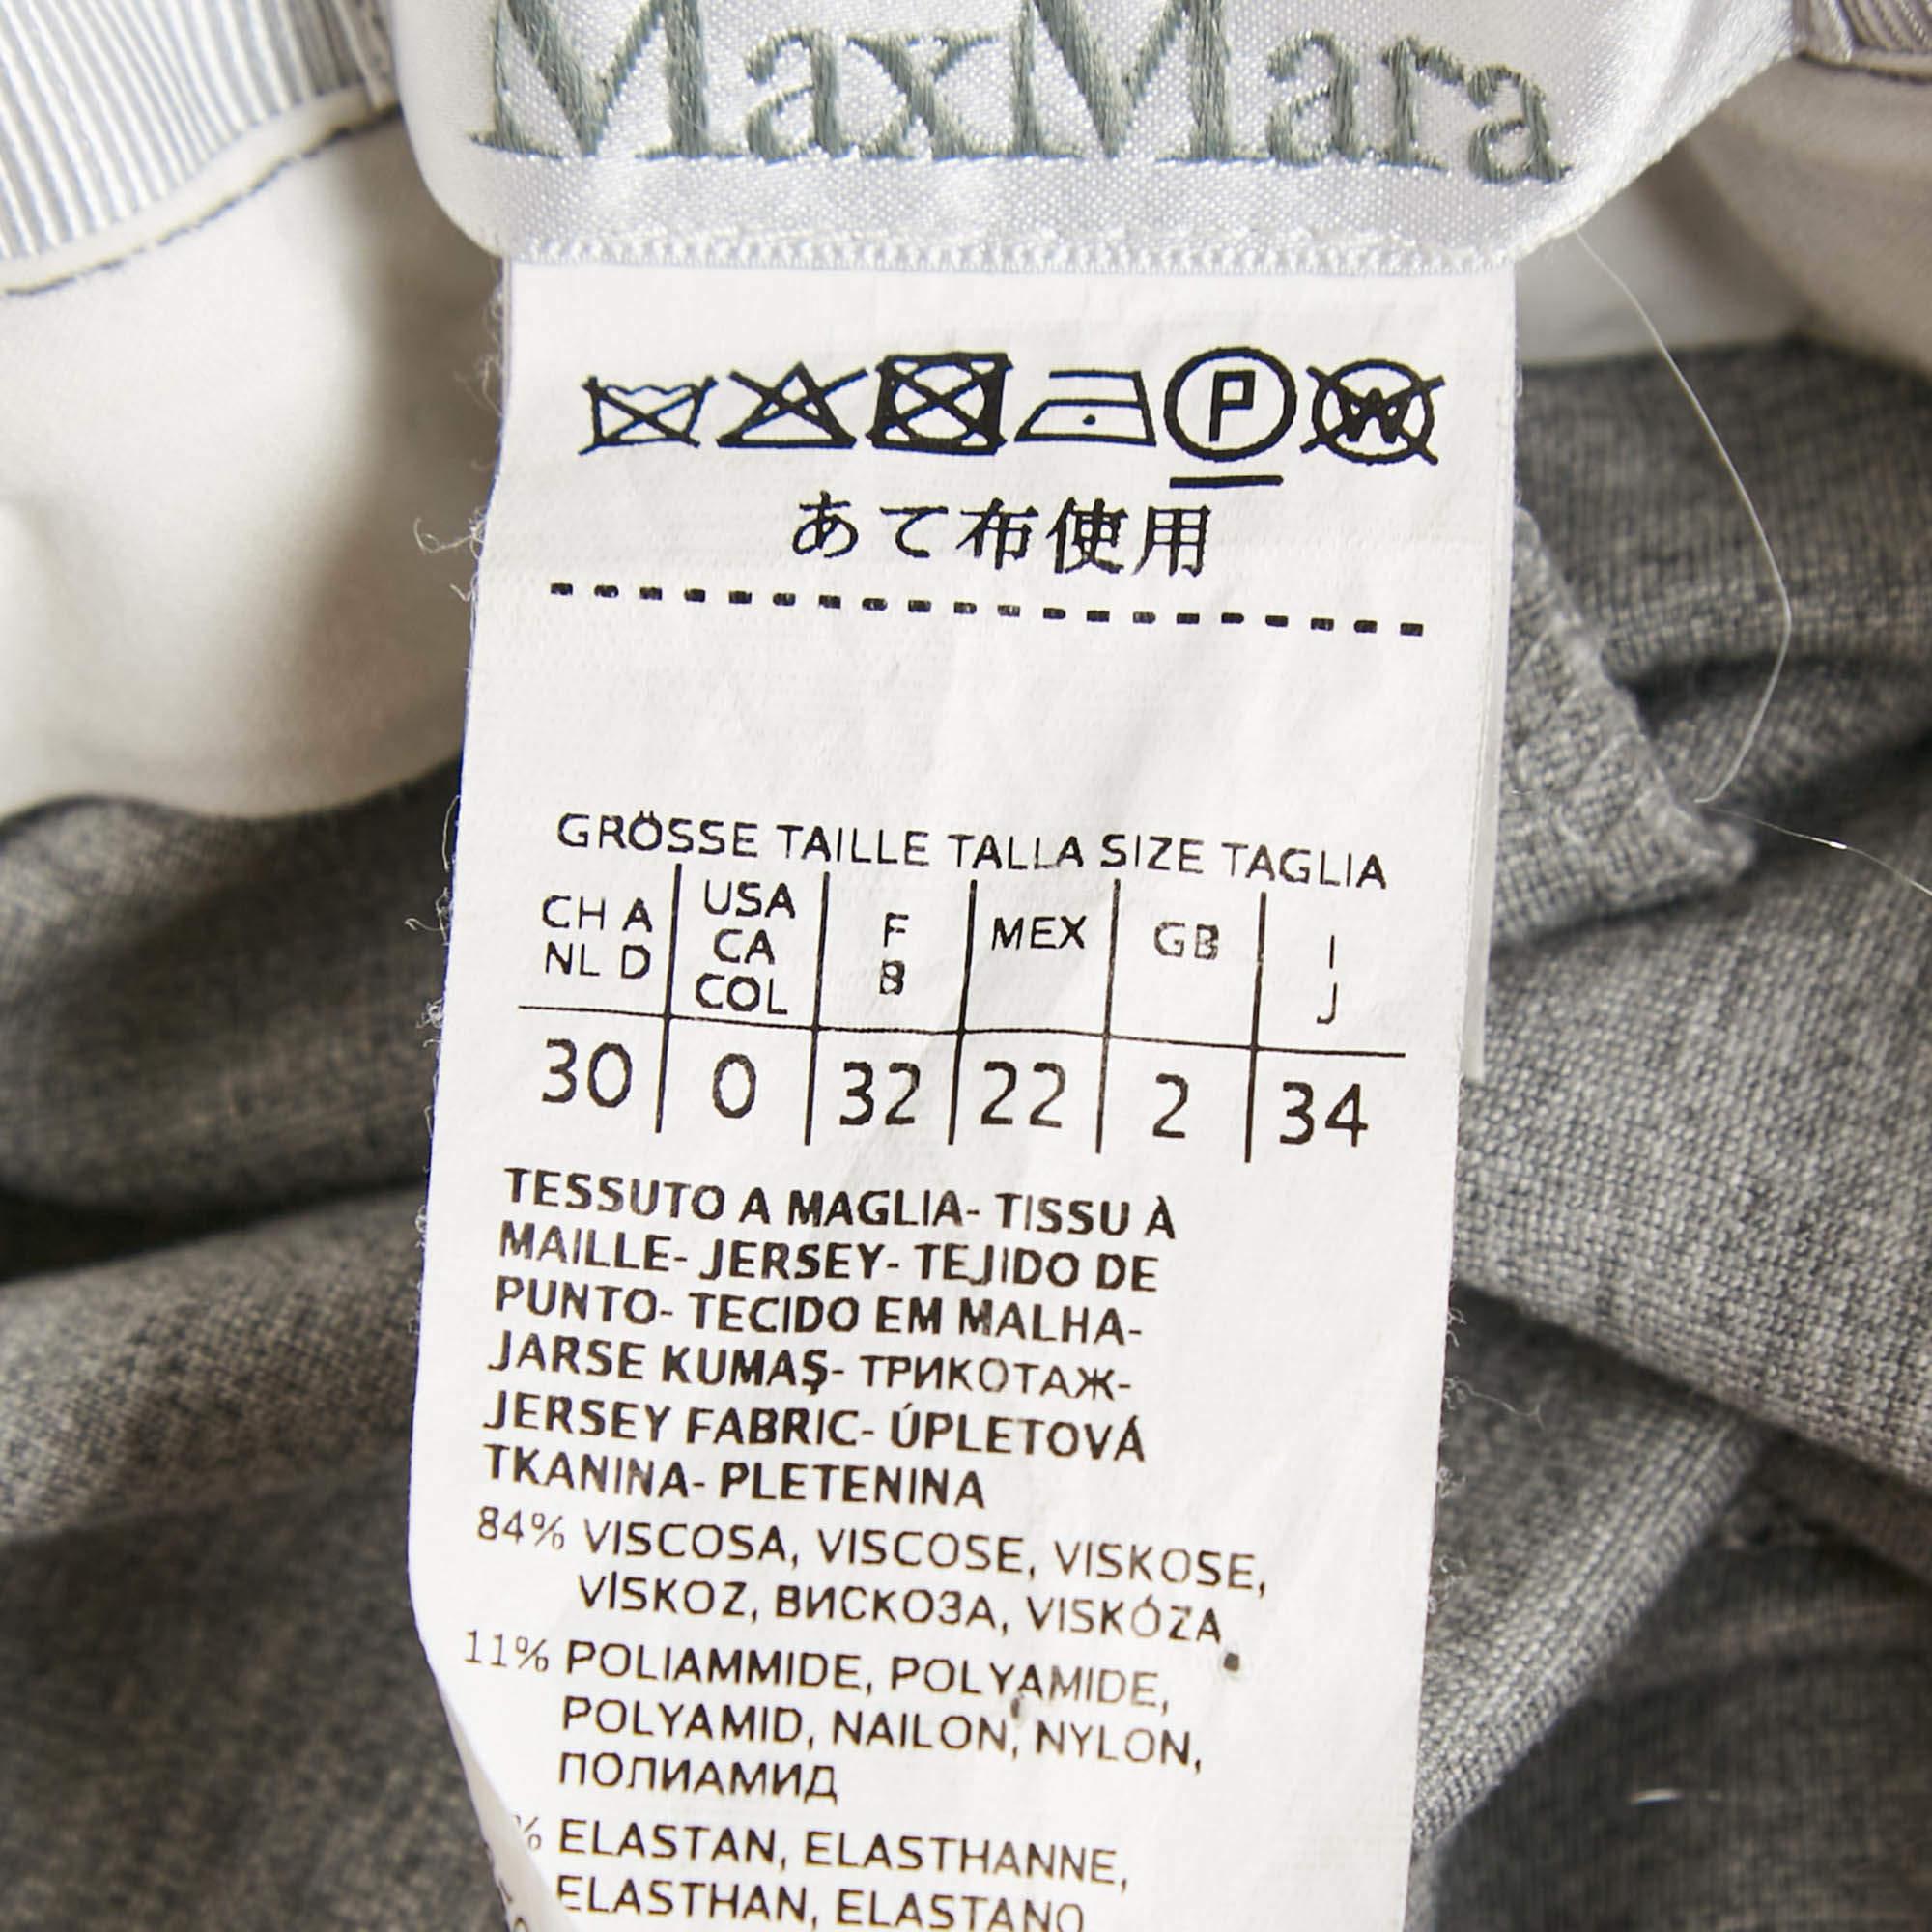 MaxMara
P W
あて布使用
GRÖSSE TAILLE TALLA SIZE TAGLIA
CH A NL D USA CA COL F B MEX GB I J
30 0 32 22 2 34
TESSUTO A MAGLIA- TISSU À
MAILLE- JERSEY- TEJIDO DE
PUNTO- TECIDO EM MALHA-
JARSE KUMAŞ- ТРИКОТАЖ-
JERSEY FABRIC- ÚPLETOVÁ
TKANINA- PLETENINA
84% VISCOSA, VISCOSE, VISKOSE,
VİSKOZ, ВИСКОЗА, VISKÓZA
11% POLIAMMIDE, POLYAMIDE,
POLYAMID, NAILON, NYLON,
ПОЛИАМИД
% ELASTAN, ELASTHANNE,
ELASTHAN, ELASTANO